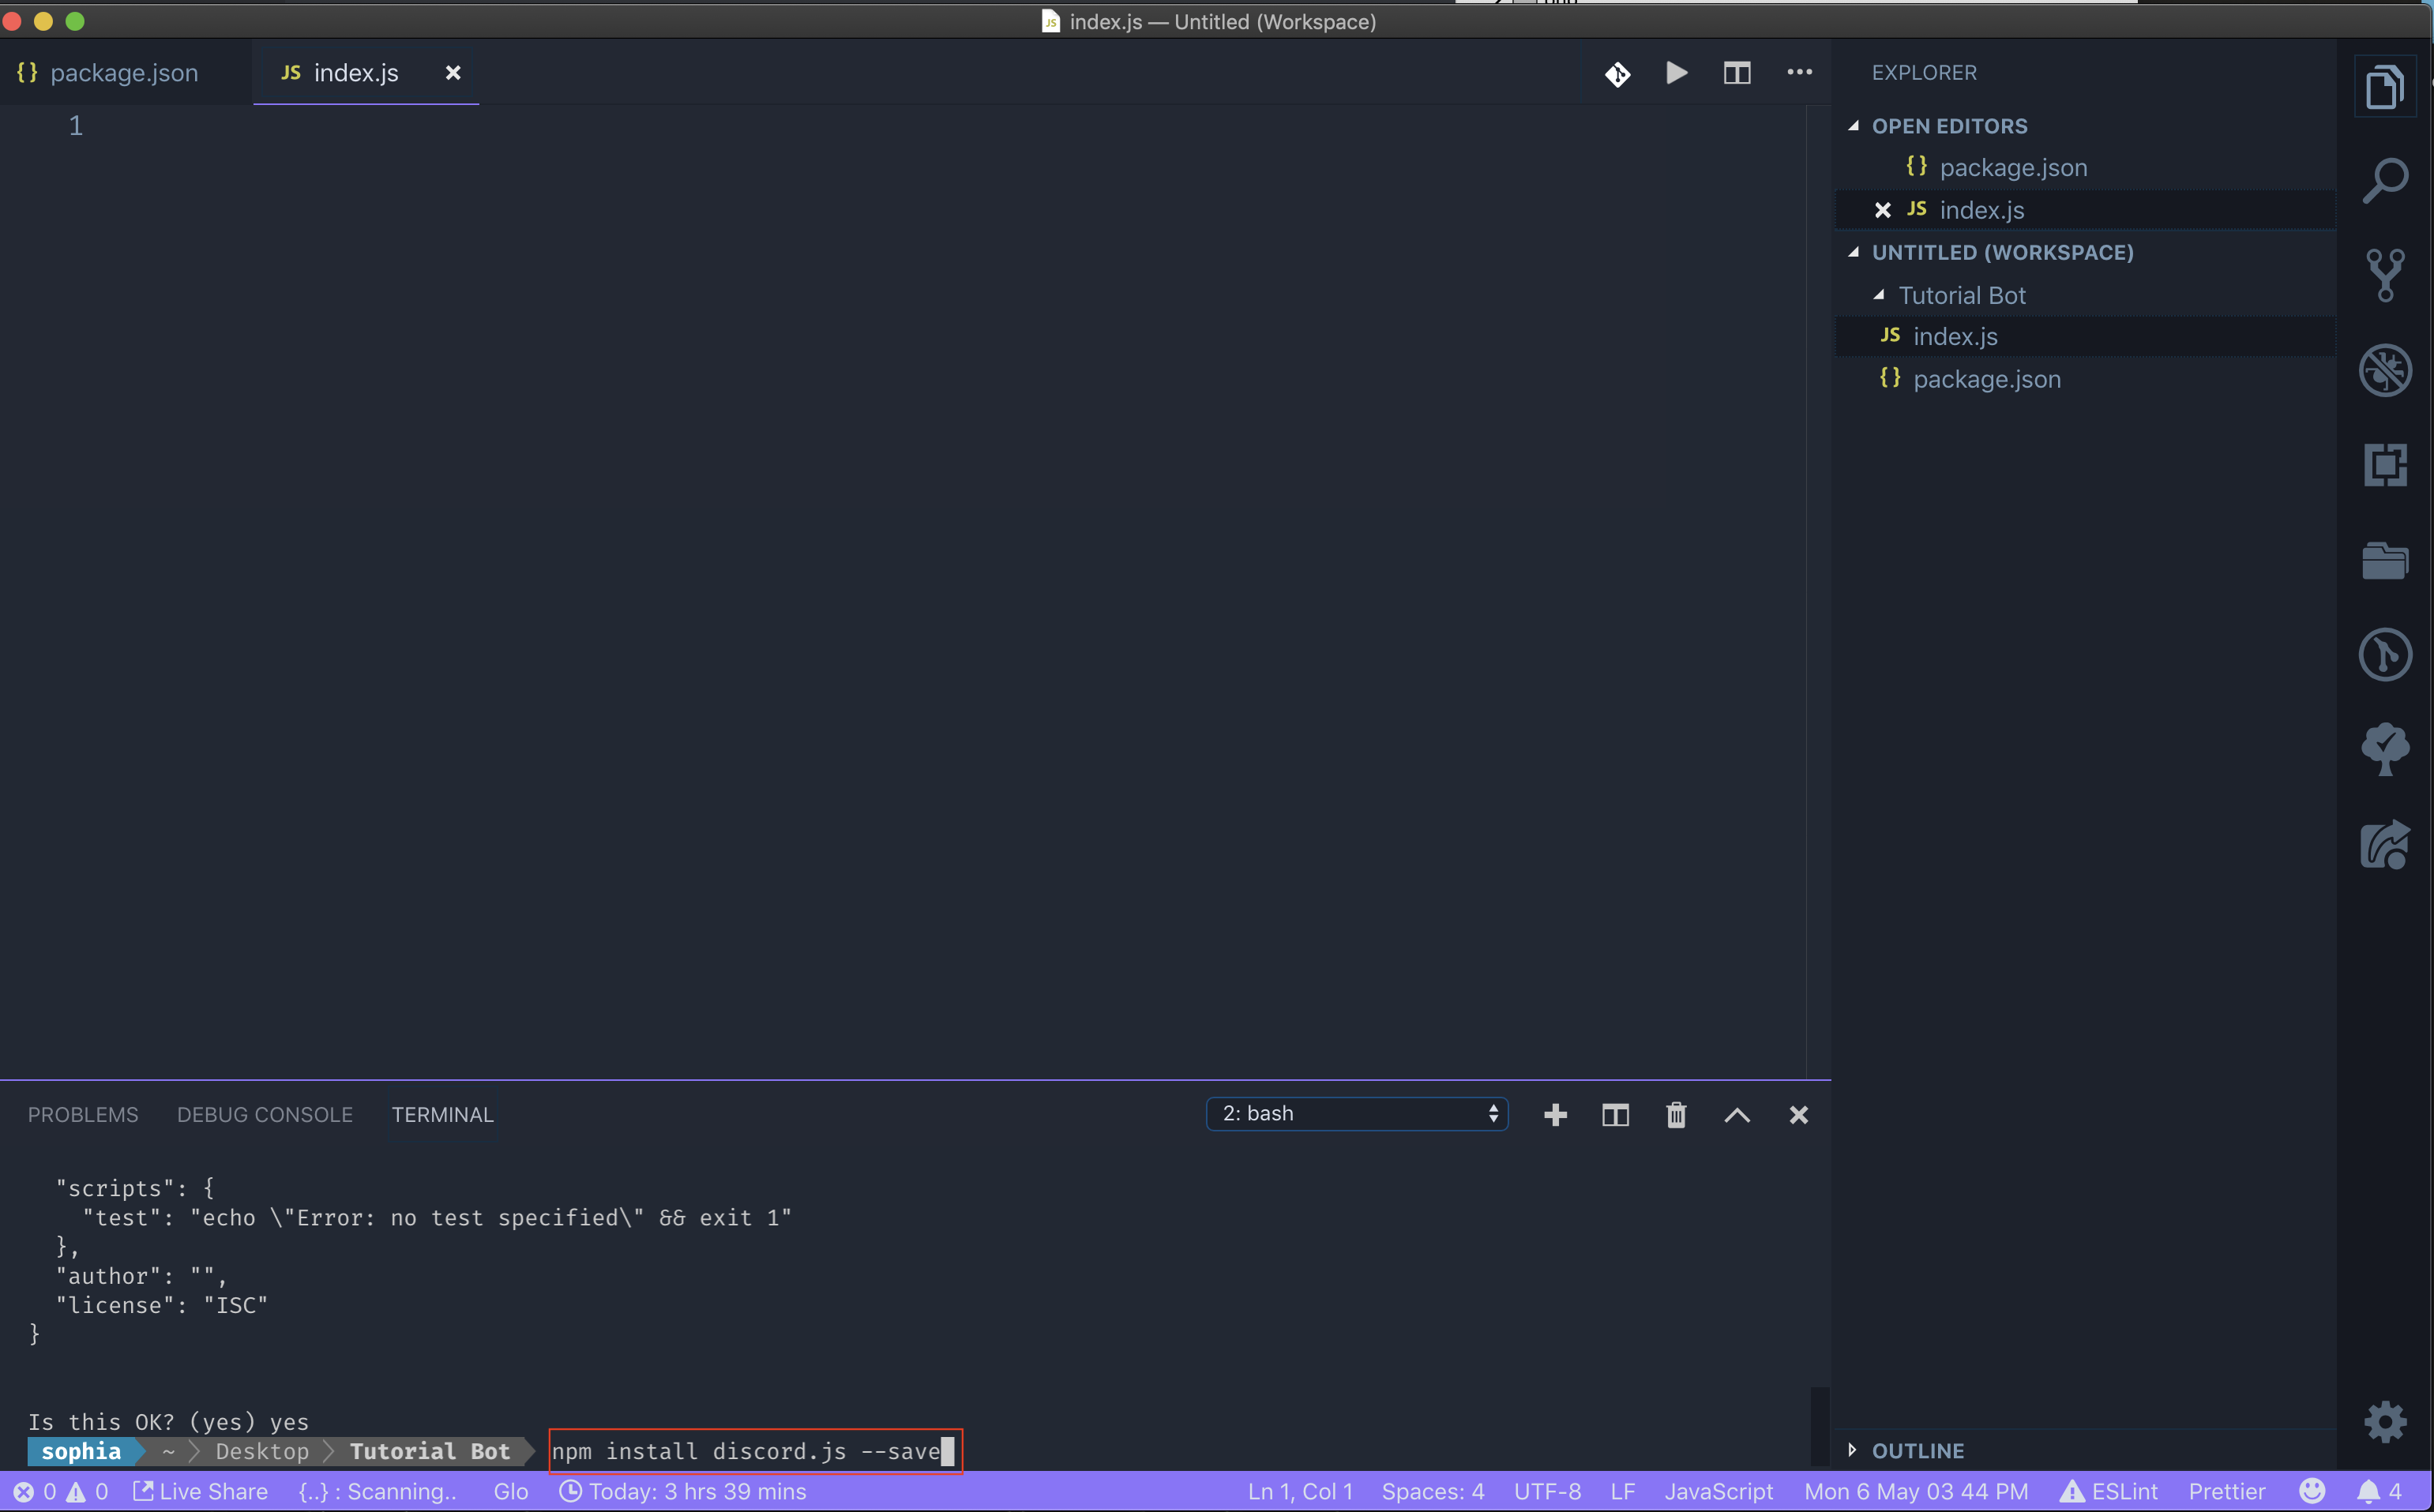 index.js — Untitled (Workspace)
{} package.json
JS index.js
1
EXPLORER
OPEN EDITORS
{} package.json
JS index.js
UNTITLED (WORKSPACE)
Tutorial Bot
JS index.js
{} package.json
OUTLINE
PROBLEMS DEBUG CONSOLE TERMINAL
2: bash
"scripts": {
"test": "echo \"Error: no test specified\" && exit 1"
},
"author": "",
"license": "ISC"
}
Is this OK? (yes) yes
sophia ~ Desktop Tutorial Bot npm install discord.js --save
0 0 Live Share {..} : Scanning.. Glo Today: 3 hrs 39 mins Ln 1, Col 1 Spaces: 4 UTF-8 LF JavaScript Mon 6 May 03 44 PM ESLint Prettier 4